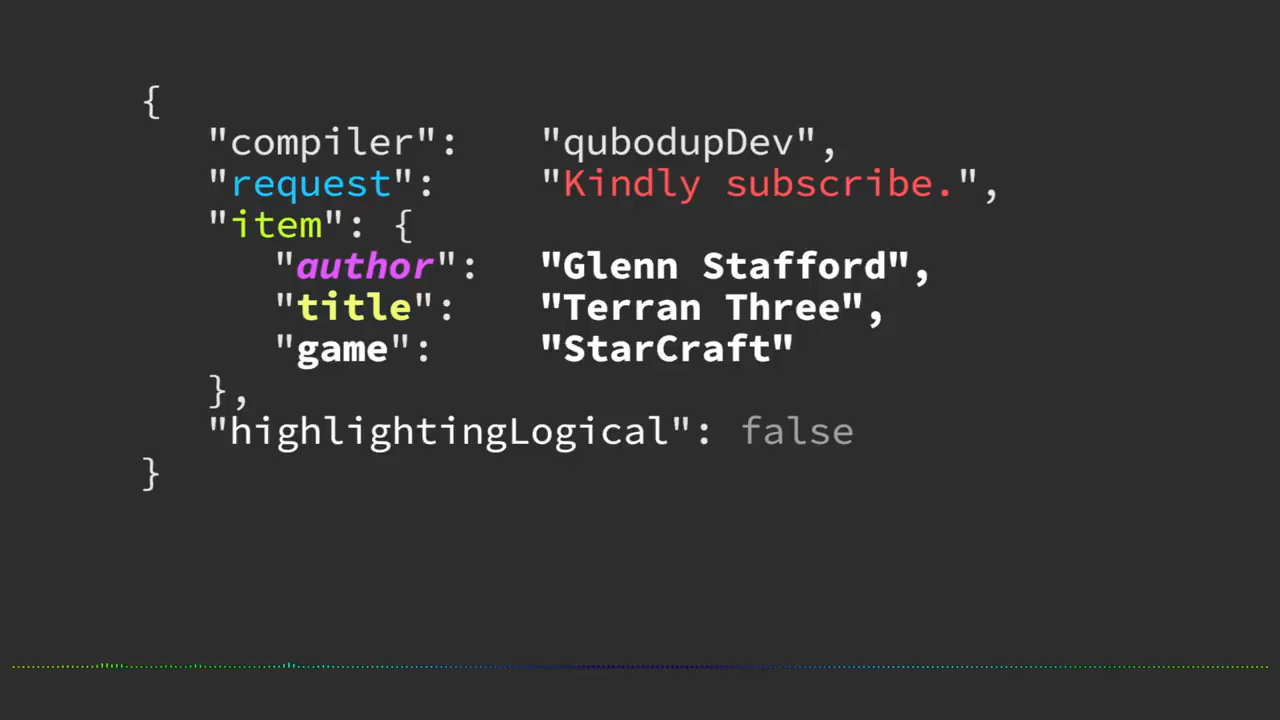 {
"compiler": "qubodupDev",
"request": "Kindly subscribe.",
"item": {
"author": "Glenn Stafford",
"title": "Terran Three",
"game": "StarCraft"
},
"highlightingLogical": false
}